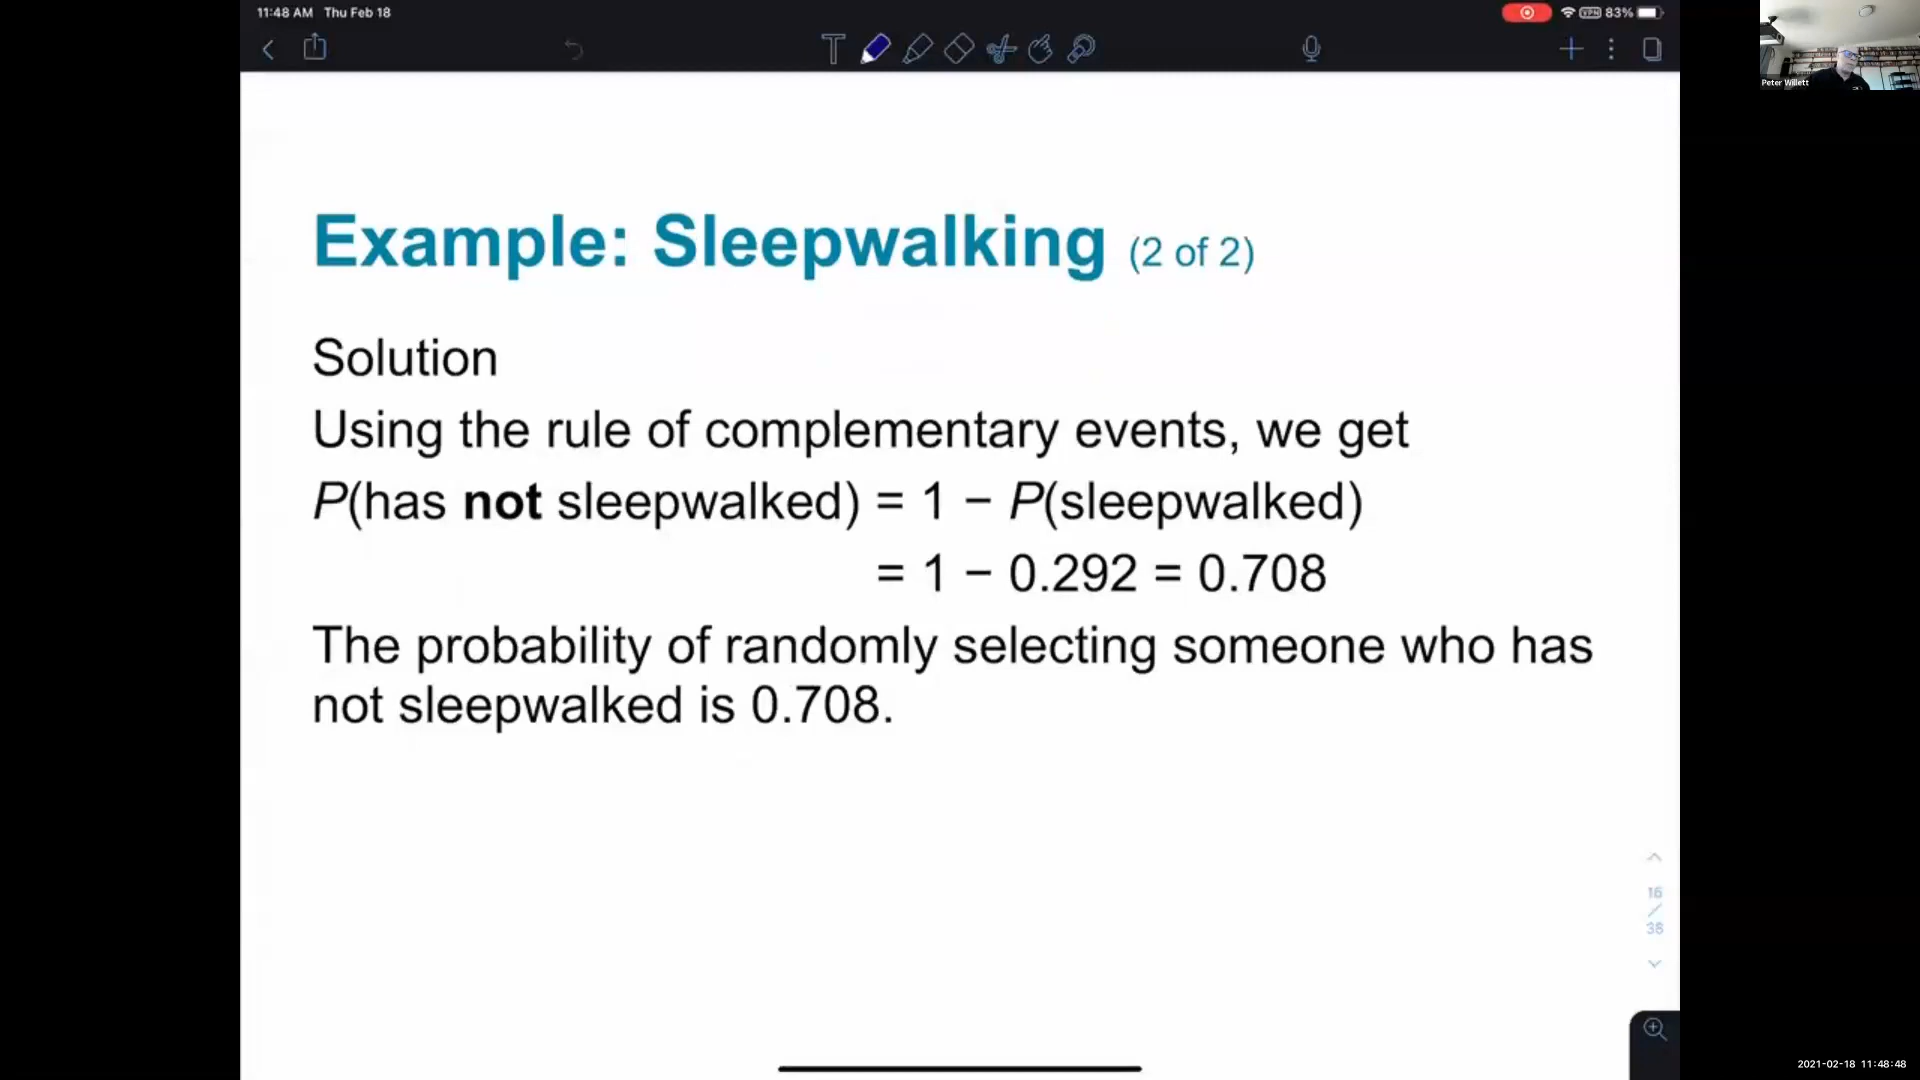 11:48 AM Thu Feb 18
VPN 83%
Peter Willett
Example: Sleepwalking (2 of 2)
Solution
Using the rule of complementary events, we get
P(has not sleepwalked) = 1 − P(sleepwalked)
= 1 − 0.292 = 0.708
The probability of randomly selecting someone who has
not sleepwalked is 0.708.
16
/
38
2021-02-18 11:48:48